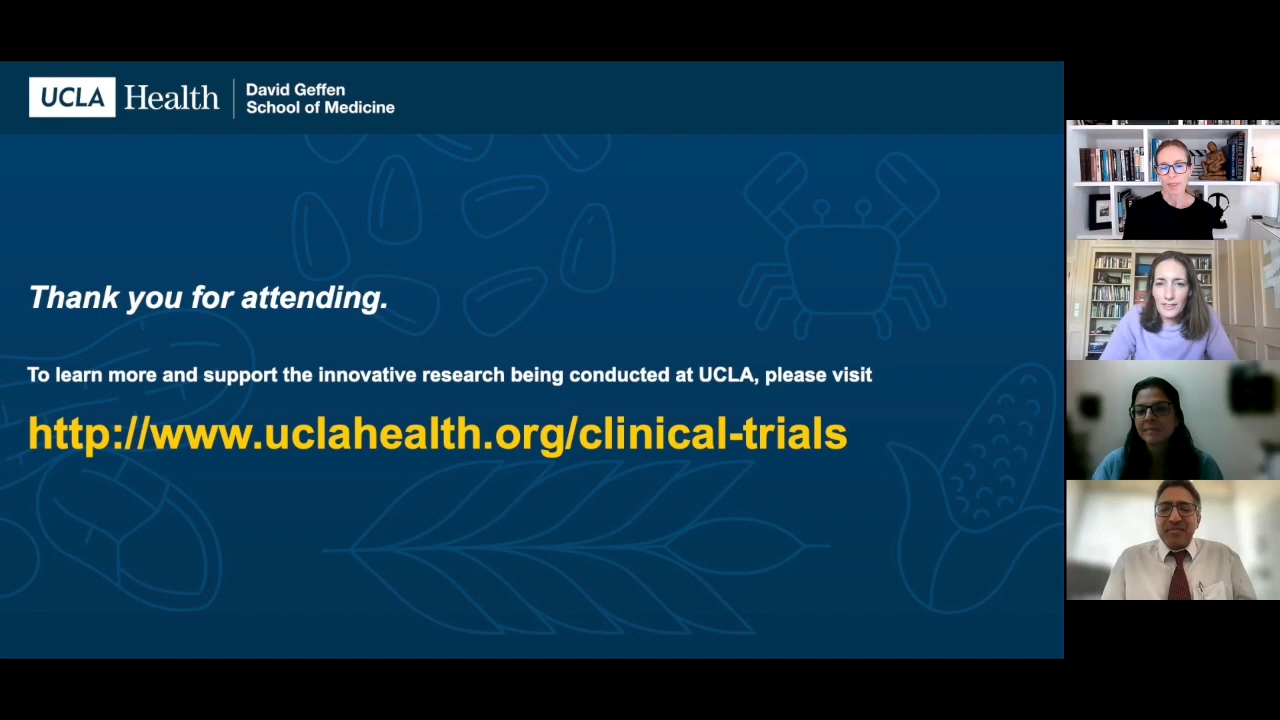 UCLA Health
David Geffen
School of Medicine
Thank you for attending.
To learn more and support the innovative research being conducted at UCLA, please visit
http://www.uclahealth.org/clinical-trials